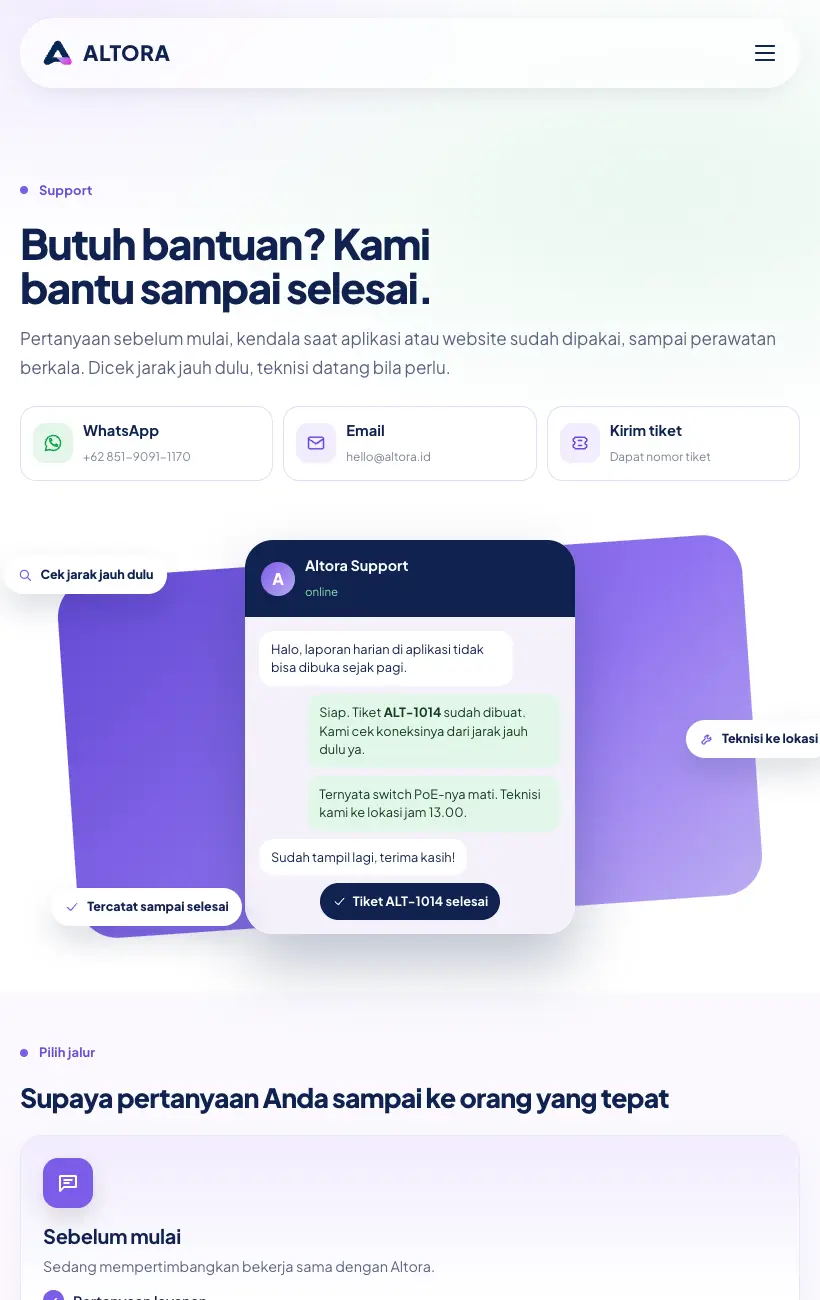 ALTORA
Support
Butuh bantuan? Kami
bantu sampai selesai.
Pertanyaan sebelum mulai, kendala saat aplikasi atau website sudah dipakai, sampai perawatan
berkala. Dicek jarak jauh dulu, teknisi datang bila perlu.
WhatsApp
+62 851-9091-1170
Email
hello@altora.id
Kirim tiket
Dapat nomor tiket
Cek jarak jauh dulu
A
Altora Support
online
Halo, laporan harian di aplikasi tidak
bisa dibuka sejak pagi.
Siap. Tiket ALT-1014 sudah dibuat.
Kami cek koneksinya dari jarak jauh
dulu ya.
Teknisi ke lokasi
Ternyata switch PoE-nya mati. Teknisi
kami ke lokasi jam 13.00.
Sudah tampil lagi, terima kasih!
Tiket ALT-1014 selesai
Tercatat sampai selesai
Pilih jalur
Supaya pertanyaan Anda sampai ke orang yang tepat
Sebelum mulai
Sedang mempertimbangkan bekerja sama dengan Altora.
Pertanyaan layanan